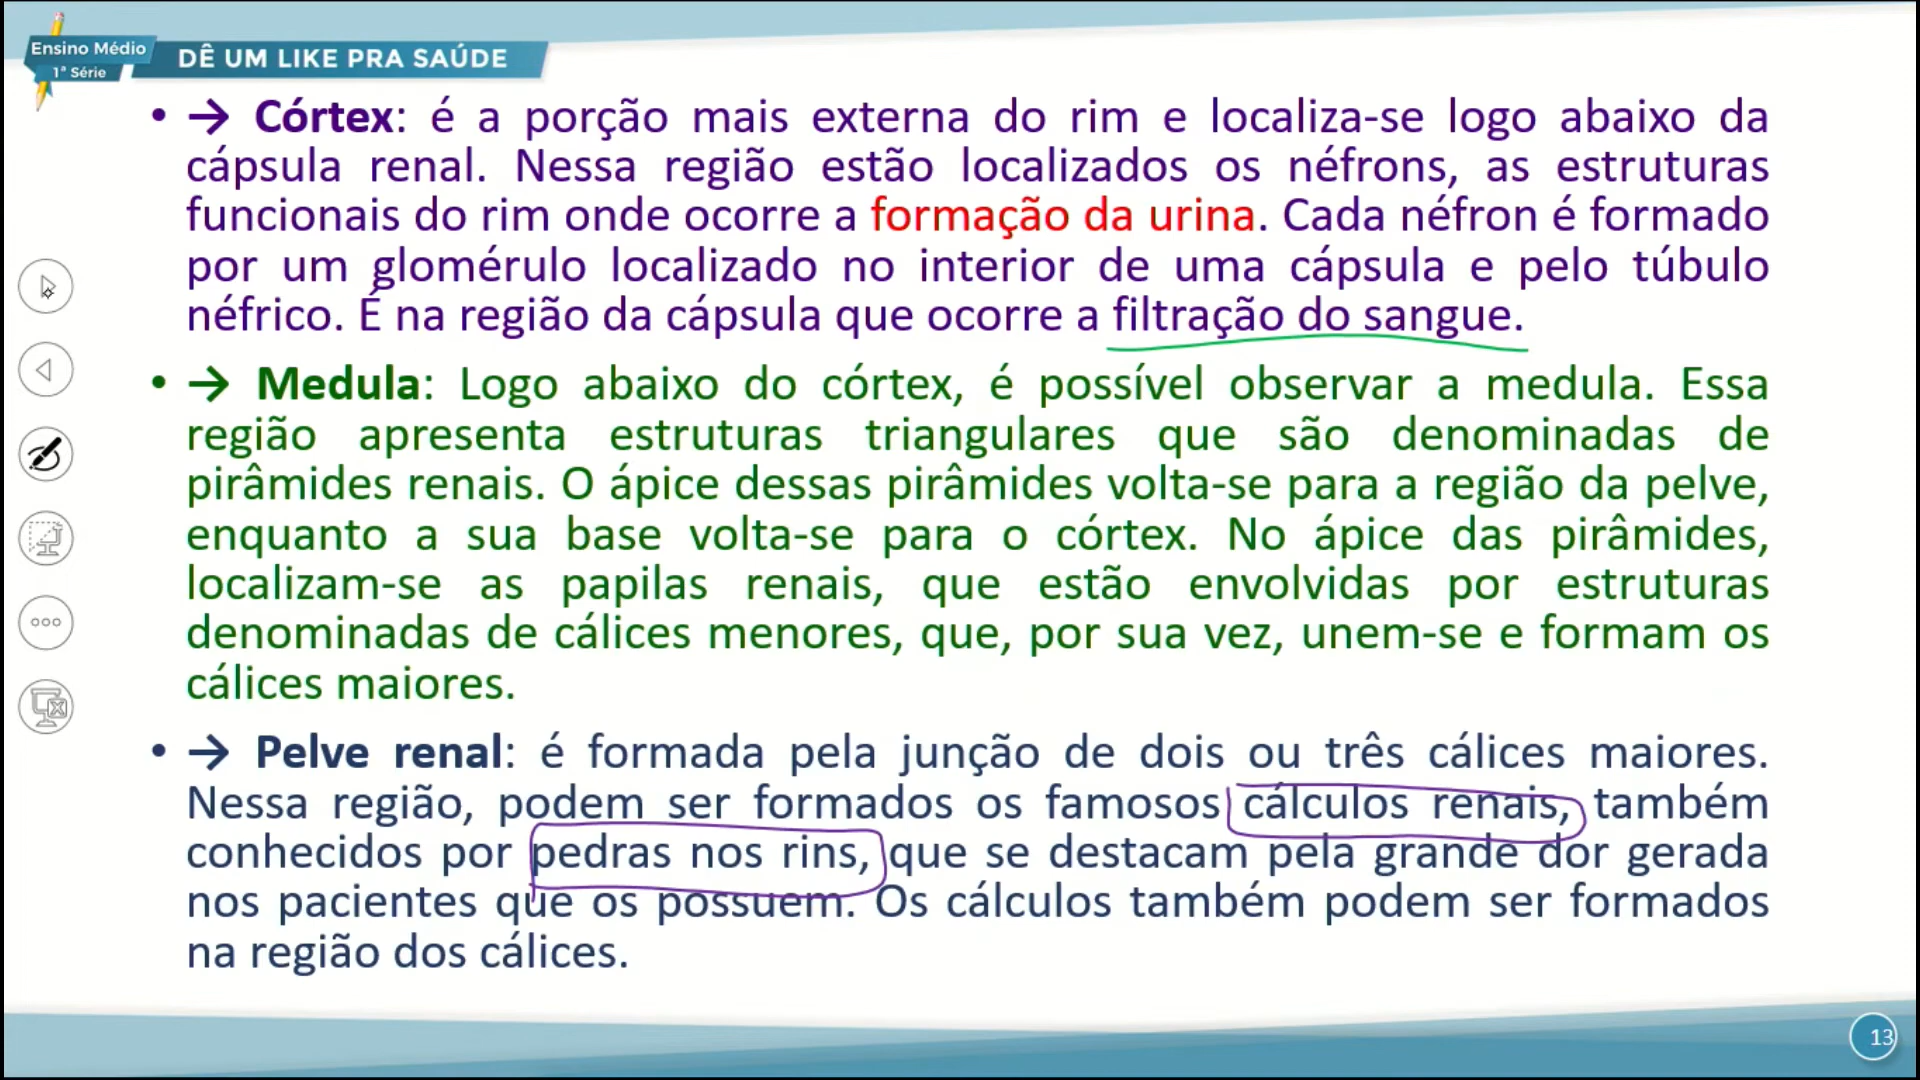 Ensino Médio
1ª Série
DÊ UM LIKE PRA SAÚDE
• → Córtex: é a porção mais externa do rim e localiza-se logo abaixo da
cápsula renal. Nessa região estão localizados os néfrons, as estruturas
funcionais do rim onde ocorre a formação da urina. Cada néfron é formado
por um glomérulo localizado no interior de uma cápsula e pelo túbulo
néfrico. É na região da cápsula que ocorre a filtração do sangue.
• → Medula: Logo abaixo do córtex, é possível observar a medula. Essa
região apresenta estruturas triangulares que são denominadas de
pirâmides renais. O ápice dessas pirâmides volta-se para a região da pelve,
enquanto a sua base volta-se para o córtex. No ápice das pirâmides,
localizam-se as papilas renais, que estão envolvidas por estruturas
denominadas de cálices menores, que, por sua vez, unem-se e formam os
cálices maiores.
• → Pelve renal: é formada pela junção de dois ou três cálices maiores.
Nessa região, podem ser formados os famosos cálculos renais, também
conhecidos por pedras nos rins, que se destacam pela grande dor gerada
nos pacientes que os possuem. Os cálculos também podem ser formados
na região dos cálices.
13